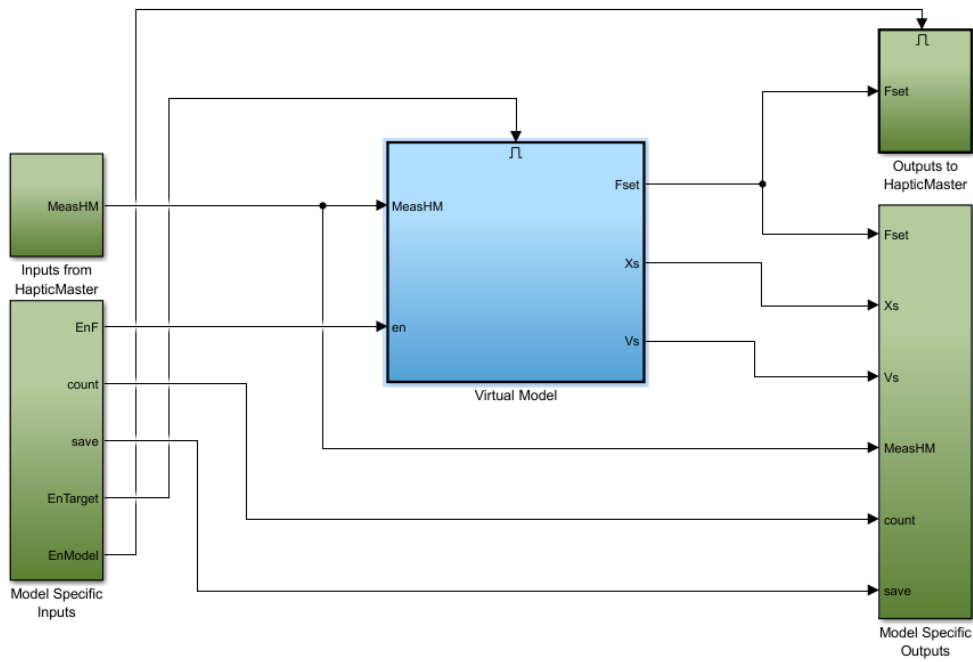 MeasHM
Inputs from
HapticMaster
EnF
count
save
EnTarget
EnModel
Model Specific
Inputs
MeasHM
en
Fset
Xs
Vs
Virtual Model
Fset
Outputs to
HapticMaster
Fset
Xs
Vs
MeasHM
count
save
Model Specific
Outputs